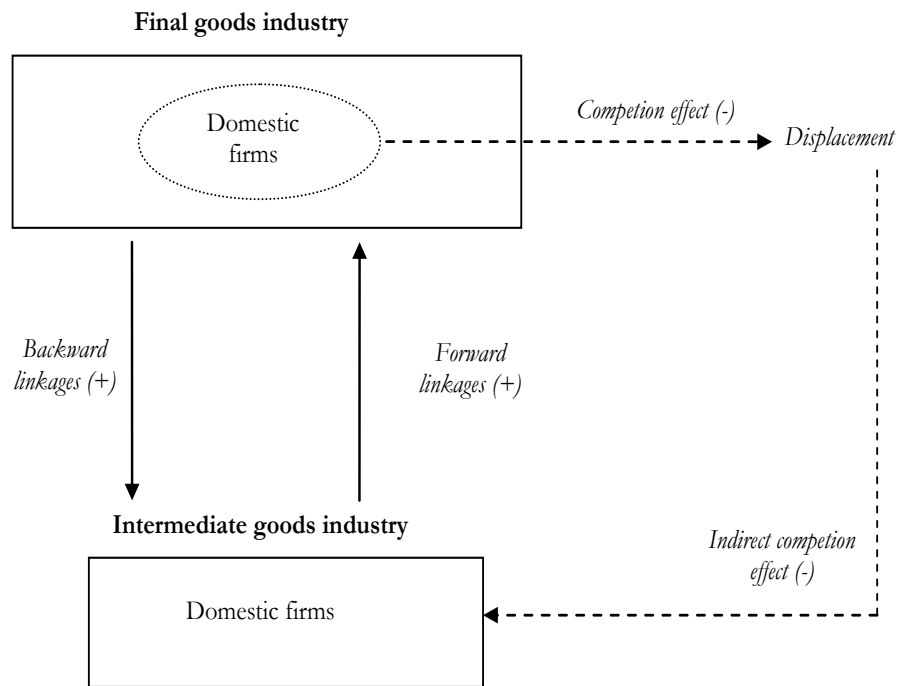 Final goods industry
Domestic
firms
Competion effect (-)
Displacement
Backward
linkages (+)
Forward
linkages (+)
Intermediate goods industry
Domestic firms
Indirect competion
effect (-)